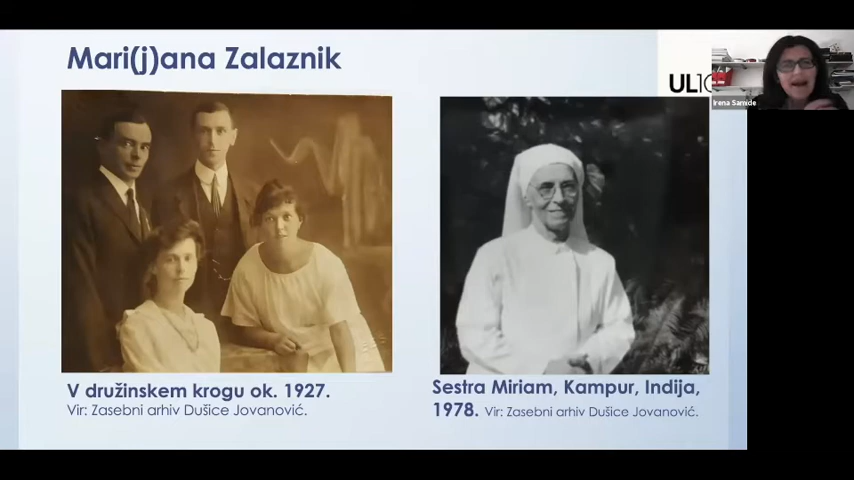 Mari(j)ana Zalaznik
UL
Irena Samide
V družinskem krogu ok. 1927.
Vir: Zasebni arhiv Dušice Jovanović.
Sestra Miriam, Kampur, Indija,
1978. Vir: Zasebni arhiv Dušice Jovanović.